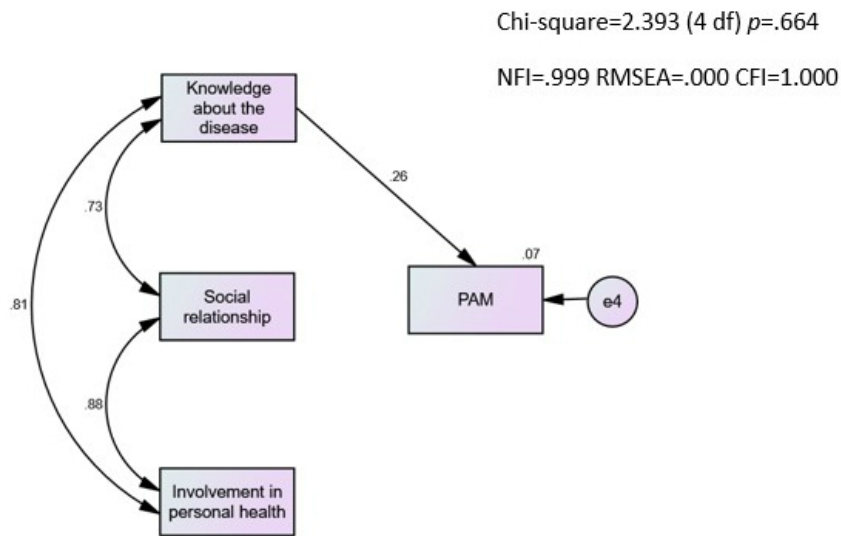 Chi-square=2.393 (4 df) p=.664
NFI=.999 RMSEA=.000 CFI=1.000
Knowledge
about the
disease
.26
.73
.07
Social
relationship
PAM
e4
.81
.88
Involvement in
personal health